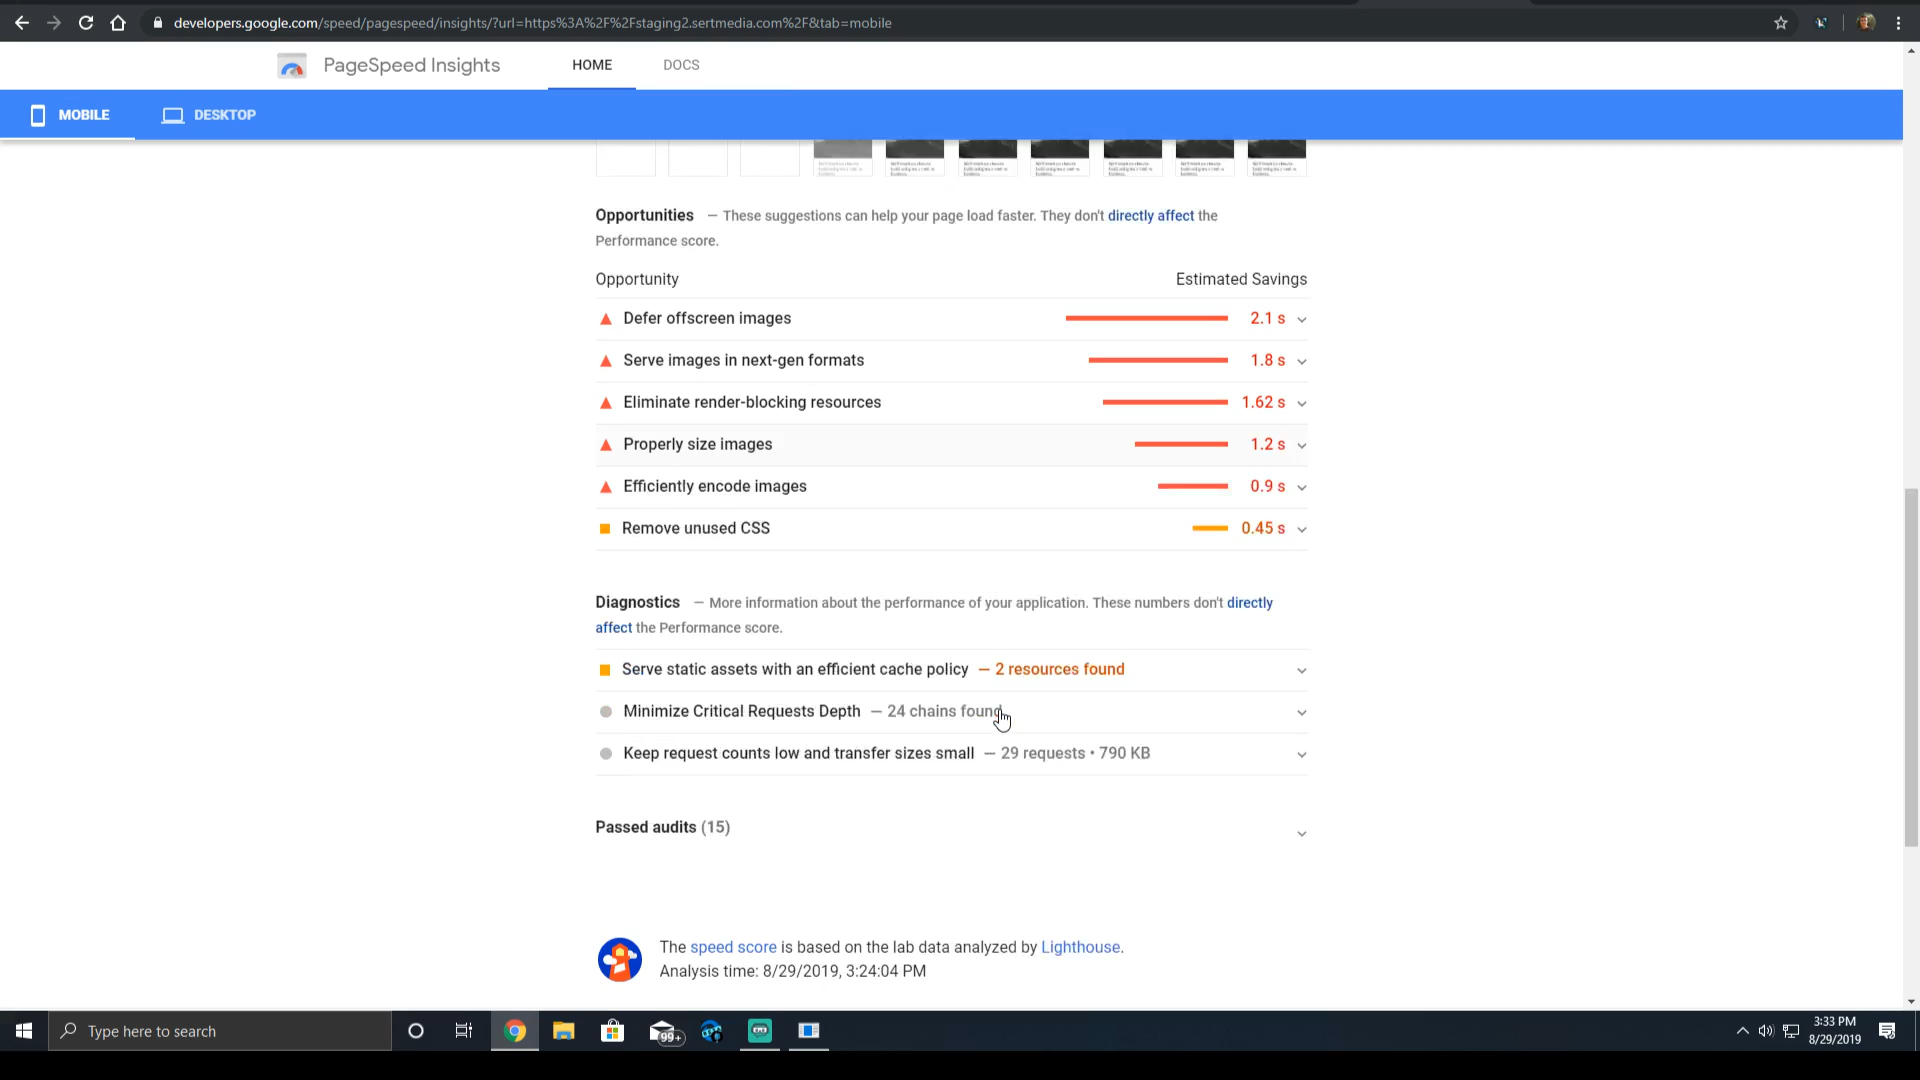 developers.google.com/speed/pagespeed/insights/?url=https%3A%2F%2Fstaging2.sertmedia.com%2F&tab=mobile
PageSpeed Insights
HOME
DOCS
MOBILE
DESKTOP
Opportunities — These suggestions can help your page load faster. They don't directly affect the
Performance score.
Opportunity Estimated Savings
Defer offscreen images 2.1 s
Serve images in next-gen formats 1.8 s
Eliminate render-blocking resources 1.62 s
Properly size images 1.2 s
Efficiently encode images 0.9 s
Remove unused CSS 0.45 s
Diagnostics — More information about the performance of your application. These numbers don't directly
affect the Performance score.
Serve static assets with an efficient cache policy — 2 resources found
Minimize Critical Requests Depth — 24 chains found
Keep request counts low and transfer sizes small — 29 requests • 790 KB
Passed audits (15)
The speed score is based on the lab data analyzed by Lighthouse.
Analysis time: 8/29/2019, 3:24:04 PM
Type here to search
99+
3:33 PM
8/29/2019